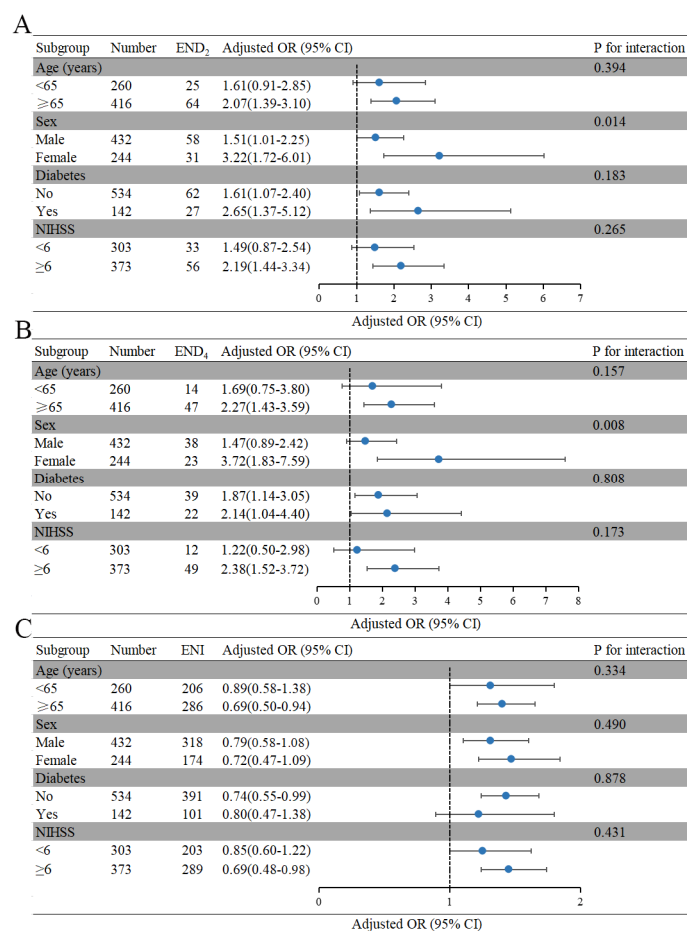 A
Subgroup Number END₂ Adjusted OR (95% CI) P for interaction
Age (years) 0.394
<65 260 25 1.61(0.91-2.85)
≥65 416 64 2.07(1.39-3.10)
Sex 0.014
Male 432 58 1.51(1.01-2.25)
Female 244 31 3.22(1.72-6.01)
Diabetes 0.183
No 534 62 1.61(1.07-2.40)
Yes 142 27 2.65(1.37-5.12)
NIHSS 0.265
<6 303 33 1.49(0.87-2.54)
≥6 373 56 2.19(1.44-3.34)
0 1 2 3 4 5 6 7
Adjusted OR (95% CI)
B
Subgroup Number END₄ Adjusted OR (95% CI) P for interaction
Age (years) 0.157
<65 260 14 1.69(0.75-3.80)
≥65 416 47 2.27(1.43-3.59)
Sex 0.008
Male 432 38 1.47(0.89-2.42)
Female 244 23 3.72(1.83-7.59)
Diabetes 0.808
No 534 39 1.87(1.14-3.05)
Yes 142 22 2.14(1.04-4.40)
NIHSS 0.173
<6 303 12 1.22(0.50-2.98)
≥6 373 49 2.38(1.52-3.72)
0 1 2 3 4 5 6 7 8
Adjusted OR (95% CI)
C
Subgroup Number ENI Adjusted OR (95% CI) P for interaction
Age (years) 0.334
<65 260 206 0.89(0.58-1.38)
≥65 416 286 0.69(0.50-0.94)
Sex 0.490
Male 432 318 0.79(0.58-1.08)
Female 244 174 0.72(0.47-1.09)
Diabetes 0.878
No 534 391 0.74(0.55-0.99)
Yes 142 101 0.80(0.47-1.38)
NIHSS 0.431
<6 303 203 0.85(0.60-1.22)
≥6 373 289 0.69(0.48-0.98)
0 1 2
Adjusted OR (95% CI)